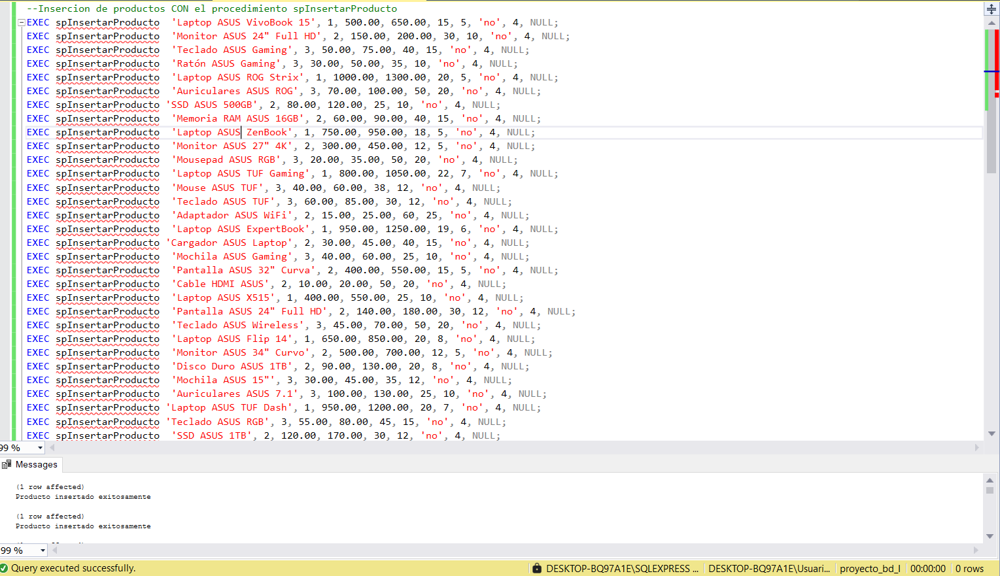 --Insercion de productos CON el procedimiento spInsertarProducto
EXEC spInsertarProducto  'Laptop ASUS VivoBook 15', 1, 500.00, 650.00, 15, 5, 'no', 4, NULL;
EXEC spInsertarProducto  'Monitor ASUS 24" Full HD', 2, 150.00, 200.00, 30, 10, 'no', 4, NULL;
EXEC spInsertarProducto  'Teclado ASUS Gaming', 3, 50.00, 75.00, 40, 15, 'no', 4, NULL;
EXEC spInsertarProducto  'Ratón ASUS Gaming', 3, 30.00, 50.00, 35, 10, 'no', 4, NULL;
EXEC spInsertarProducto  'Laptop ASUS ROG Strix', 1, 1000.00, 1300.00, 20, 5, 'no', 4, NULL;
EXEC spInsertarProducto  'Auriculares ASUS ROG', 3, 70.00, 100.00, 50, 20, 'no', 4, NULL;
EXEC spInsertarProducto 'SSD ASUS 500GB', 2, 80.00, 120.00, 25, 10, 'no', 4, NULL;
EXEC spInsertarProducto  'Memoria RAM ASUS 16GB', 2, 60.00, 90.00, 40, 15, 'no', 4, NULL;
EXEC spInsertarProducto  'Laptop ASUS ZenBook', 1, 750.00, 950.00, 18, 5, 'no', 4, NULL;
EXEC spInsertarProducto  'Monitor ASUS 27" 4K', 2, 300.00, 450.00, 12, 5, 'no', 4, NULL;
EXEC spInsertarProducto  'Mousepad ASUS RGB', 3, 20.00, 35.00, 50, 20, 'no', 4, NULL;
EXEC spInsertarProducto  'Laptop ASUS TUF Gaming', 1, 800.00, 1050.00, 22, 7, 'no', 4, NULL;
EXEC spInsertarProducto  'Mouse ASUS TUF', 3, 40.00, 60.00, 38, 12, 'no', 4, NULL;
EXEC spInsertarProducto  'Teclado ASUS TUF', 3, 60.00, 85.00, 30, 12, 'no', 4, NULL;
EXEC spInsertarProducto  'Adaptador ASUS WiFi', 2, 15.00, 25.00, 60, 25, 'no', 4, NULL;
EXEC spInsertarProducto  'Laptop ASUS ExpertBook', 1, 950.00, 1250.00, 19, 6, 'no', 4, NULL;
EXEC spInsertarProducto 'Cargador ASUS Laptop', 2, 30.00, 45.00, 40, 15, 'no', 4, NULL;
EXEC spInsertarProducto  'Mochila ASUS Gaming', 3, 40.00, 60.00, 25, 10, 'no', 4, NULL;
EXEC spInsertarProducto  'Pantalla ASUS 32" Curva', 2, 400.00, 550.00, 15, 5, 'no', 4, NULL;
EXEC spInsertarProducto  'Cable HDMI ASUS', 2, 10.00, 20.00, 50, 20, 'no', 4, NULL;
EXEC spInsertarProducto  'Laptop ASUS X515', 1, 400.00, 550.00, 25, 10, 'no', 4, NULL;
EXEC spInsertarProducto  'Pantalla ASUS 24" Full HD', 2, 140.00, 180.00, 30, 12, 'no', 4, NULL;
EXEC spInsertarProducto  'Teclado ASUS Wireless', 3, 45.00, 70.00, 50, 20, 'no', 4, NULL;
EXEC spInsertarProducto  'Laptop ASUS Flip 14', 1, 650.00, 850.00, 20, 8, 'no', 4, NULL;
EXEC spInsertarProducto  'Monitor ASUS 34" Curvo', 2, 500.00, 700.00, 12, 5, 'no', 4, NULL;
EXEC spInsertarProducto  'Disco Duro ASUS 1TB', 2, 90.00, 130.00, 20, 8, 'no', 4, NULL;
EXEC spInsertarProducto  'Mochila ASUS 15"', 3, 30.00, 45.00, 35, 12, 'no', 4, NULL;
EXEC spInsertarProducto  'Auriculares ASUS 7.1', 3, 100.00, 130.00, 25, 10, 'no', 4, NULL;
EXEC spInsertarProducto 'Laptop ASUS TUF Dash', 1, 950.00, 1200.00, 20, 7, 'no', 4, NULL;
EXEC spInsertarProducto 'Teclado ASUS RGB', 3, 55.00, 80.00, 45, 15, 'no', 4, NULL;
EXEC spInsertarProducto  'SSD ASUS 1TB', 2, 120.00, 170.00, 30, 12, 'no', 4, NULL;
99 %
Messages
(1 row affected)
Producto insertado exitosamente
(1 row affected)
Producto insertado exitosamente
99 %
Query executed successfully. DESKTOP-BQ97A1E\SQLEXPRESS ... DESKTOP-BQ97A1E\Usuari... proyecto_bd_I 00:00:00 0 rows